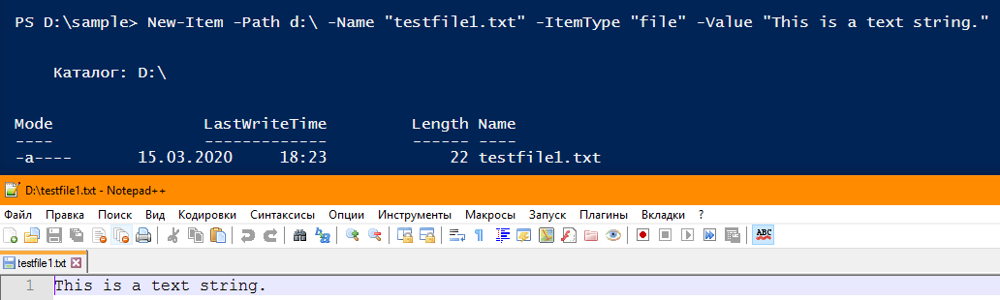 PS D:\sample> New-Item -Path d:\ -Name "testfile1.txt" -ItemType "file" -Value "This is a text string."
Каталог: D:\
Mode LastWriteTime Length Name
---- ------------- ------ ----
-a---- 15.03.2020 18:23 22 testfile1.txt
D:\testfile1.txt - Notepad++
Файл Правка Поиск Вид Кодировки Синтаксисы Опции Инструменты Макросы Запуск Плагины Вкладки ?
ABC
testfile1.txt
1 This is a text string.